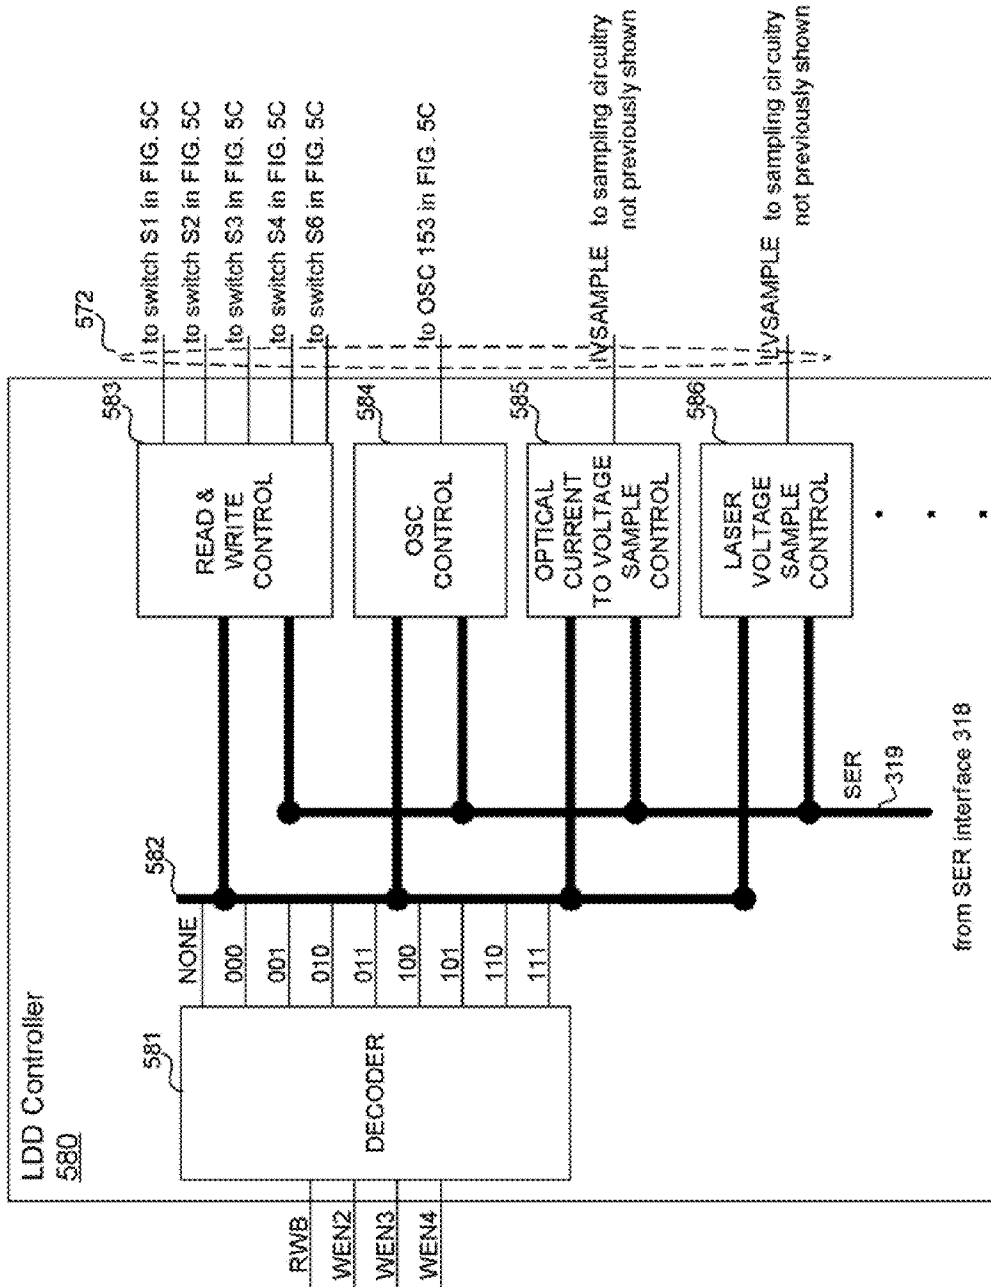 LDD Controller
580
RWB
WEN2
WEN3
WEN4
581
DECODER
NONE
000
001
010
011
100
101
110
111
582
SER
319
from SER interface 318
583
READ &
WRITE
CONTROL
584
OSC
CONTROL
585
OPTICAL
CURRENT
TO VOLTAGE
SAMPLE
CONTROL
586
LASER
VOLTAGE
SAMPLE
CONTROL
572
to switch S1 in FIG. 5C
to switch S2 in FIG. 5C
to switch S3 in FIG. 5C
to switch S4 in FIG. 5C
to switch S6 in FIG. 5C
to OSC 153 in FIG. 5C
IVSAMPLE to sampling circuitry
not previously shown
LVSAMPLE to sampling circuitry
not previously shown